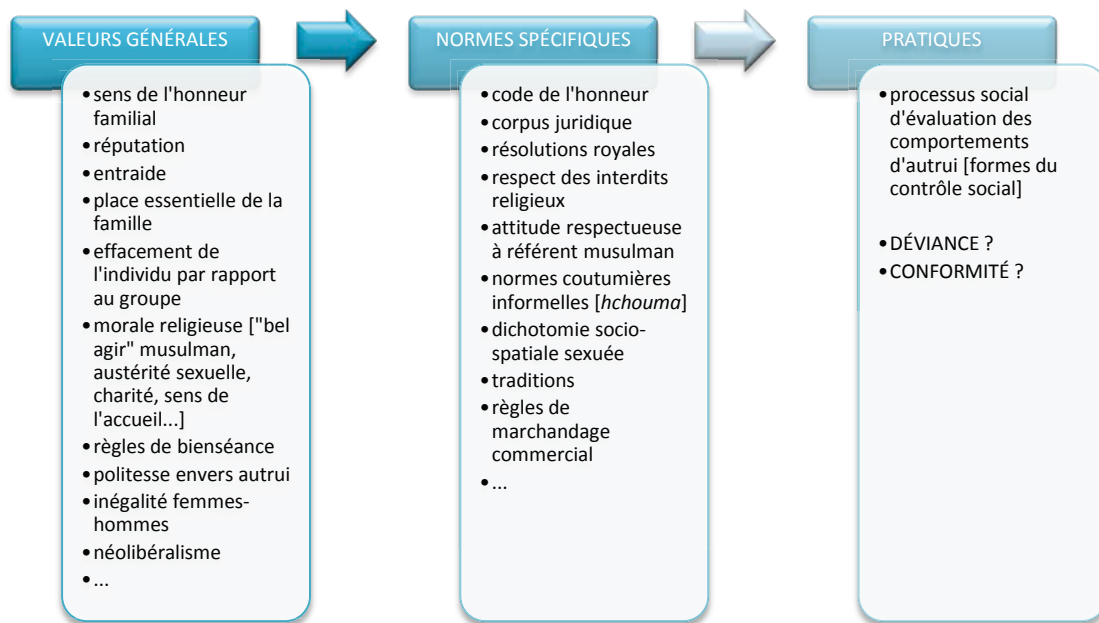 VALEURS GÉNÉRALES
•sens de l'honneur
familial
•réputation
•entraide
•place essentielle de la
famille
•effacement de
l'individu par rapport
au groupe
•morale religieuse ["bel
agir" musulman,
austérité sexuelle,
charité, sens de
l'accueil...]
•règles de bienséance
•politesse envers autrui
•inégalité femmes-
hommes
•néolibéralisme
•...
NORMES SPÉCIFIQUES
•code de l'honneur
•corpus juridique
•résolutions royales
•respect des interdits
religieux
•attitude respectueuse
à référent musulman
•normes coutumières
informelles [hchouma]
•dichotomie socio-
spatiale sexuée
•traditions
•règles de
marchandage
commercial
•...
PRATIQUES
•processus social
d'évaluation des
comportements
d'autrui [formes du
contrôle social]
•DÉVIANCE ?
•CONFORMITÉ ?